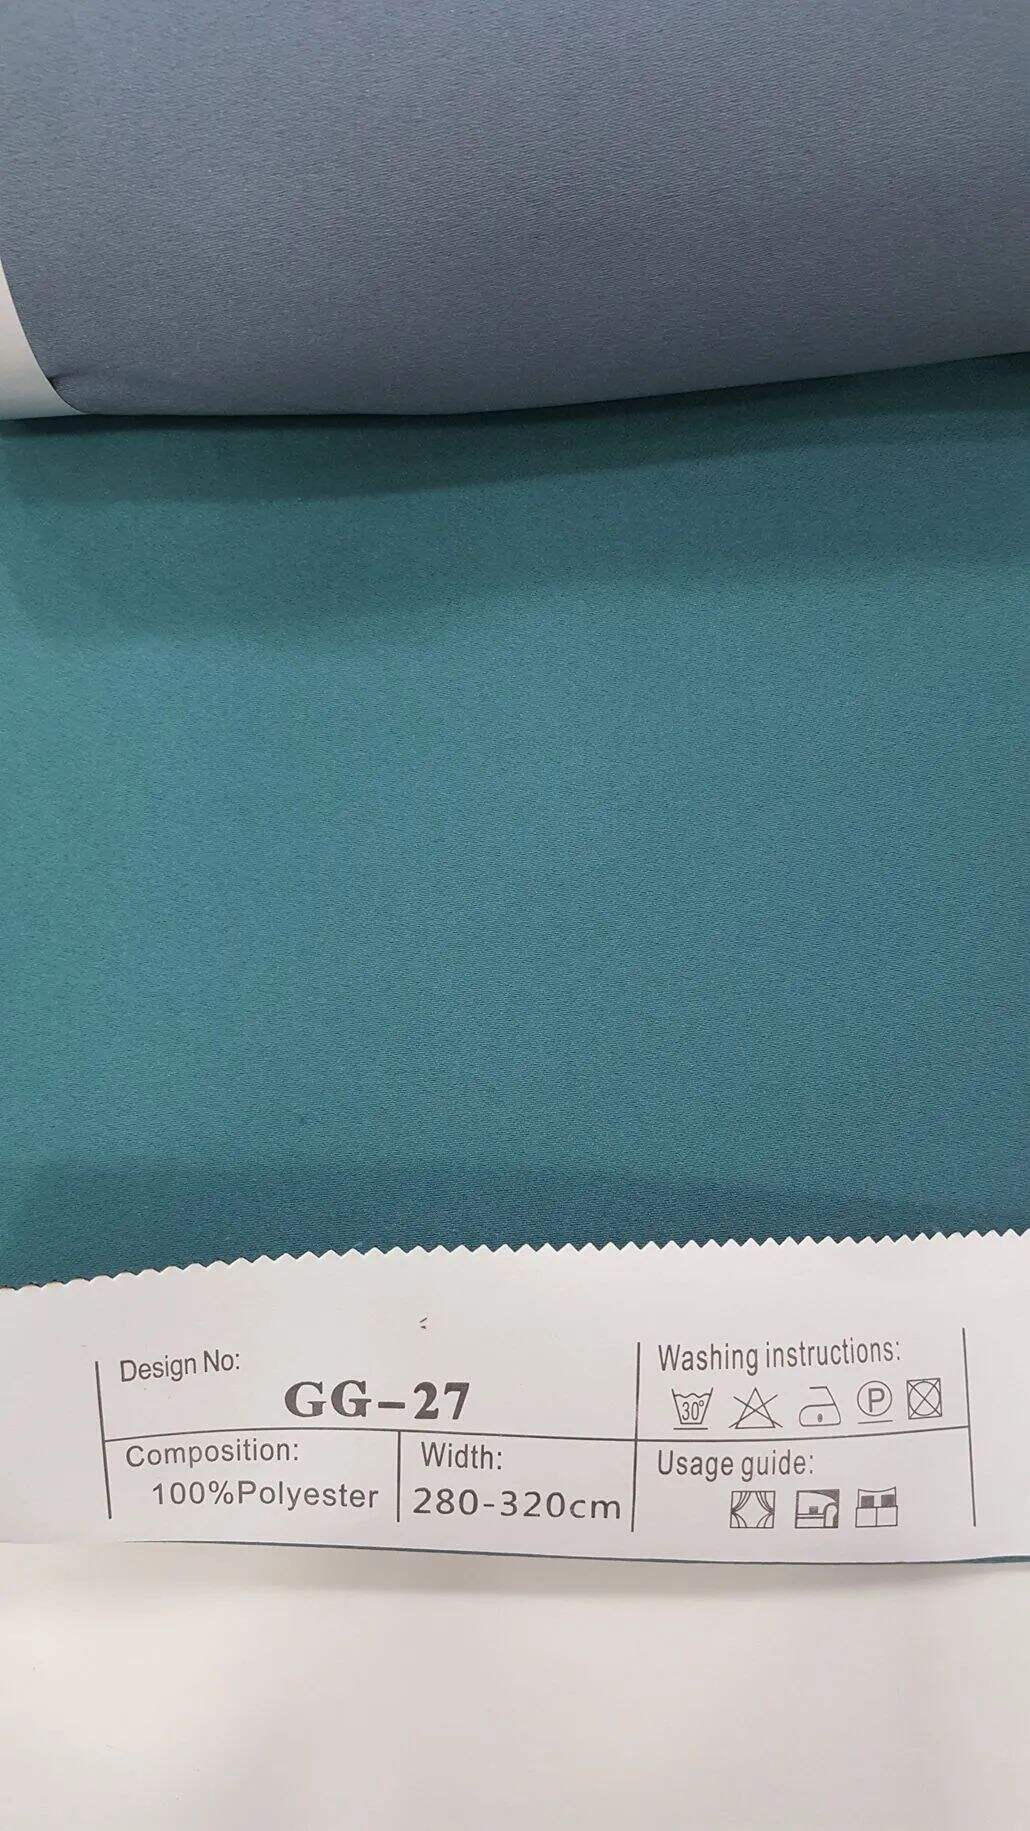 Design No:
GG-27
Composition:
100%Polyester
Width:
280-320cm
Washing instructions:
30°
P
Usage guide: